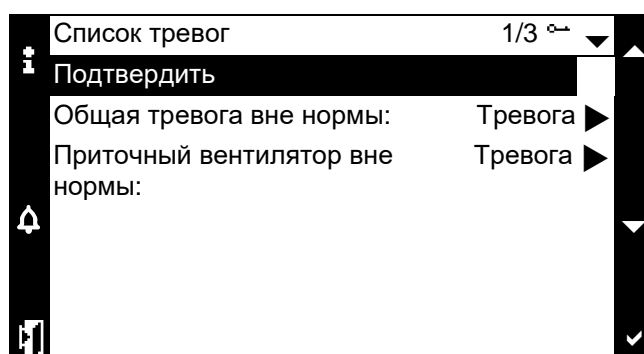 Список тревог 1/3
Подтвердить
Общая тревога вне нормы: Тревога
Приточный вентилятор вне Тревога
нормы: